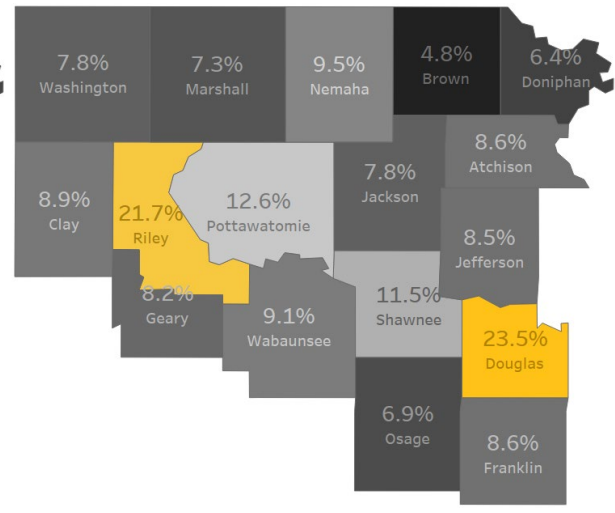 7.8%
Washington
7.3%
Marshall
9.5%
Nemaha
4.8%
Brown
6.4%
Doniphan
8.6%
Atchison
8.9%
Clay
21.7%
Riley
12.6%
Pottawatomie
7.8%
Jackson
8.5%
Jefferson
8.2%
Geary
9.1%
Wabaunsee
11.5%
Shawnee
23.5%
Douglas
6.9%
Osage
8.6%
Franklin